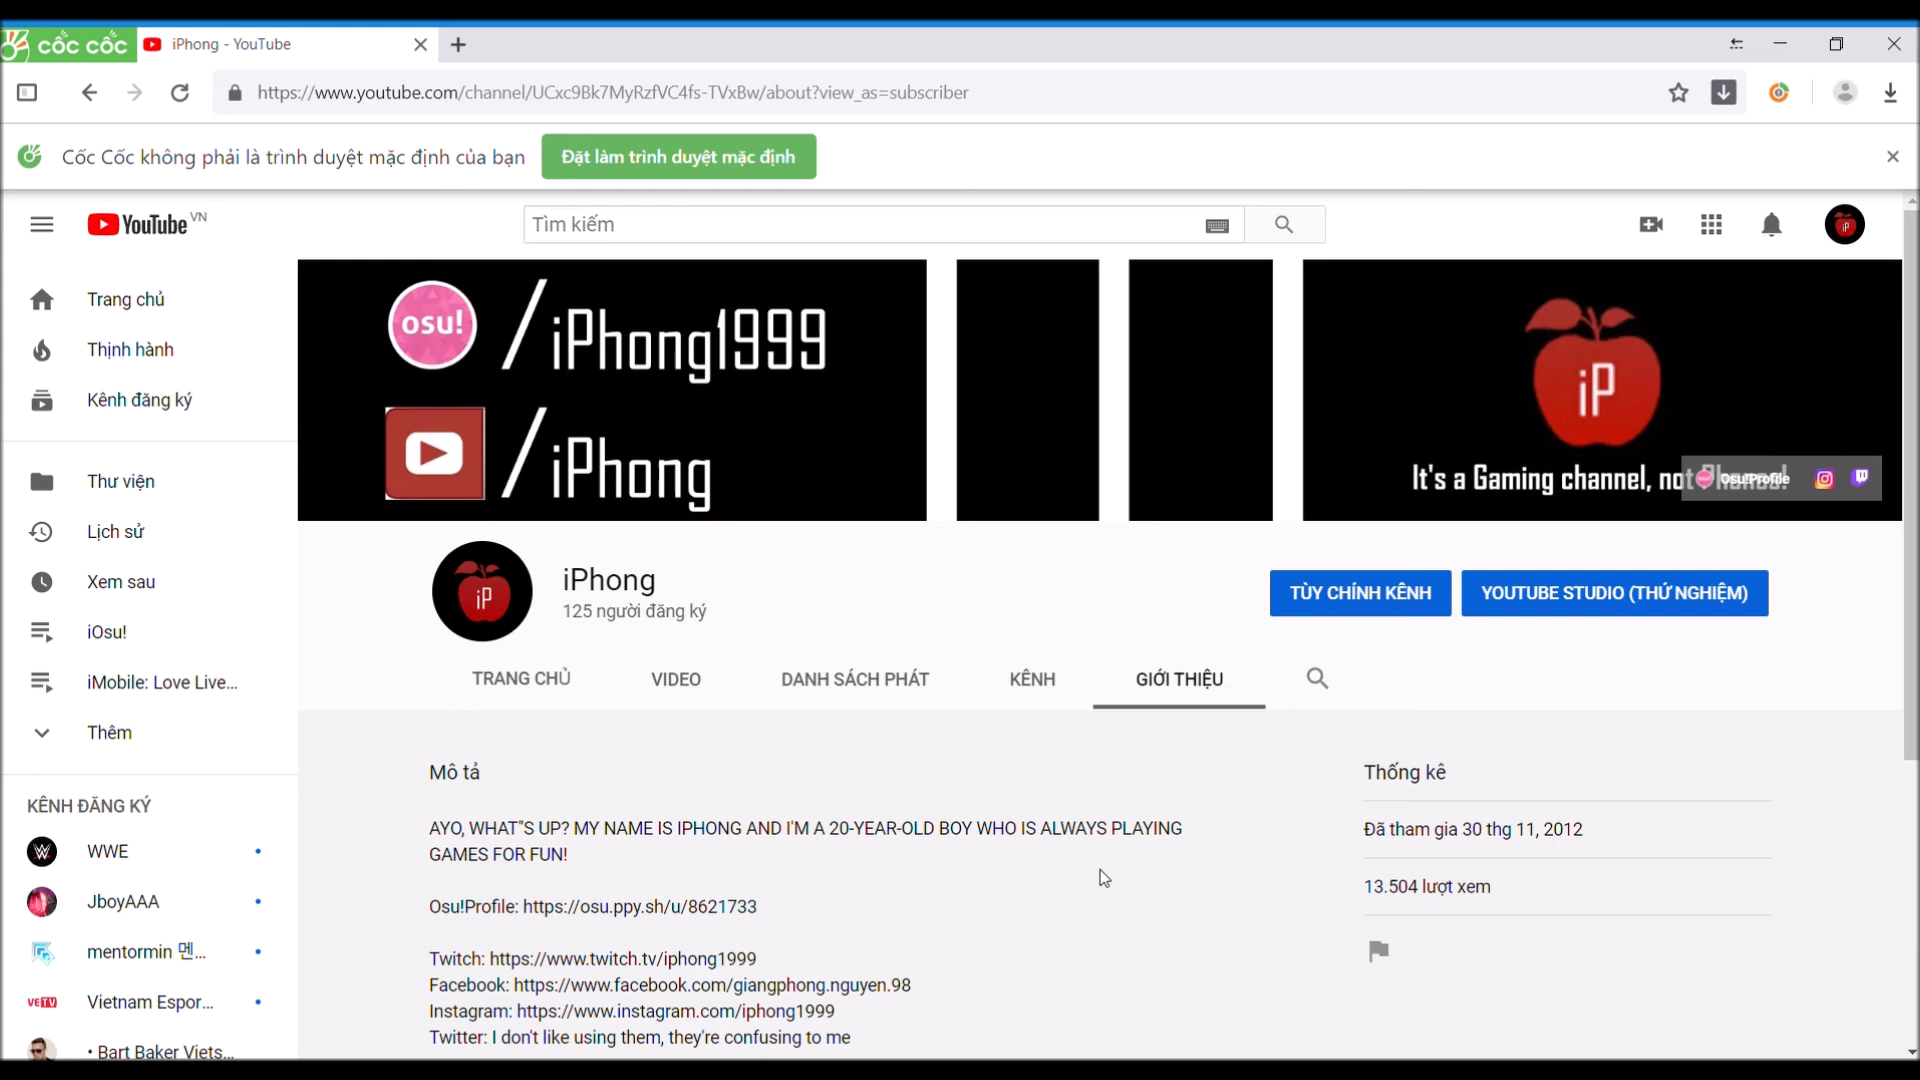 cốc cốc
iPhong - YouTube
https://www.youtube.com/channel/UCxc9Bk7MyRzfVC4fs-TVxBw/about?view_as=subscriber
Cốc Cốc không phải là trình duyệt mặc định của bạn
Đặt làm trình duyệt mặc định
YouTube VN
Tìm kiếm
iP
Trang chủ
Thịnh hành
Kênh đăng ký
Thư viện
Lịch sử
Xem sau
iOsu!
iMobile: Love Live...
Thêm
KÊNH ĐĂNG KÝ
WWE
JboyAAA
mentormin 멘...
VETV
Vietnam Espor...
• Bart Baker Viets...
osu! /iPhong1999
/iPhong
iP
It's a Gaming channel, not Phones!
Osu!Profile
iP
iPhong
125 người đăng ký
TÙY CHỈNH KÊNH
YOUTUBE STUDIO (THỬ NGHIỆM)
TRANG CHỦ
VIDEO
DANH SÁCH PHÁT
KÊNH
GIỚI THIỆU
Mô tả
AYO, WHAT"S UP? MY NAME IS IPHONG AND I'M A 20-YEAR-OLD BOY WHO IS ALWAYS PLAYING
GAMES FOR FUN!
Osu!Profile: https://osu.ppy.sh/u/8621733
Twitch: https://www.twitch.tv/iphong1999
Facebook: https://www.facebook.com/giangphong.nguyen.98
Instagram: https://www.instagram.com/iphong1999
Twitter: I don't like using them, they're confusing to me
Thống kê
Đã tham gia 30 thg 11, 2012
13.504 lượt xem